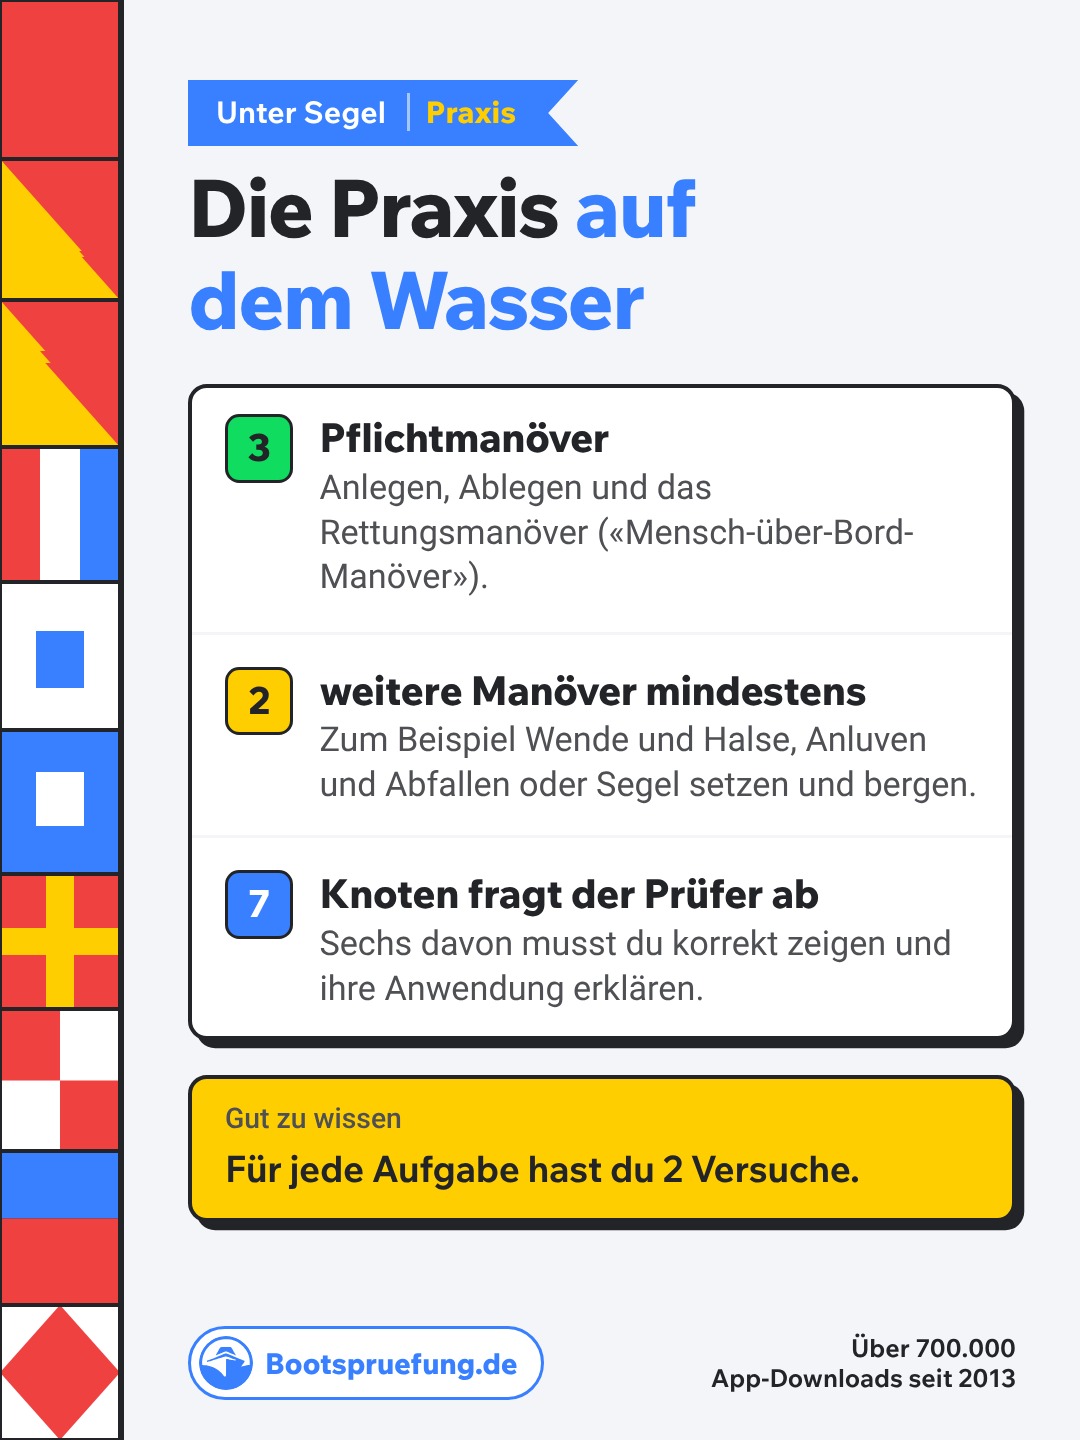 Unter Segel | Praxis
Die Praxis auf
dem Wasser
3
Pflichtmanöver
Anlegen, Ablegen und das
Rettungsmanöver («Mensch-über-Bord-
Manöver»).
2
weitere Manöver mindestens
Zum Beispiel Wende und Halse, Anluven
und Abfallen oder Segel setzen und bergen.
7
Knoten fragt der Prüfer ab
Sechs davon musst du korrekt zeigen und
ihre Anwendung erklären.
Gut zu wissen
Für jede Aufgabe hast du 2 Versuche.
Bootspruefung.de
Über 700.000
App-Downloads seit 2013